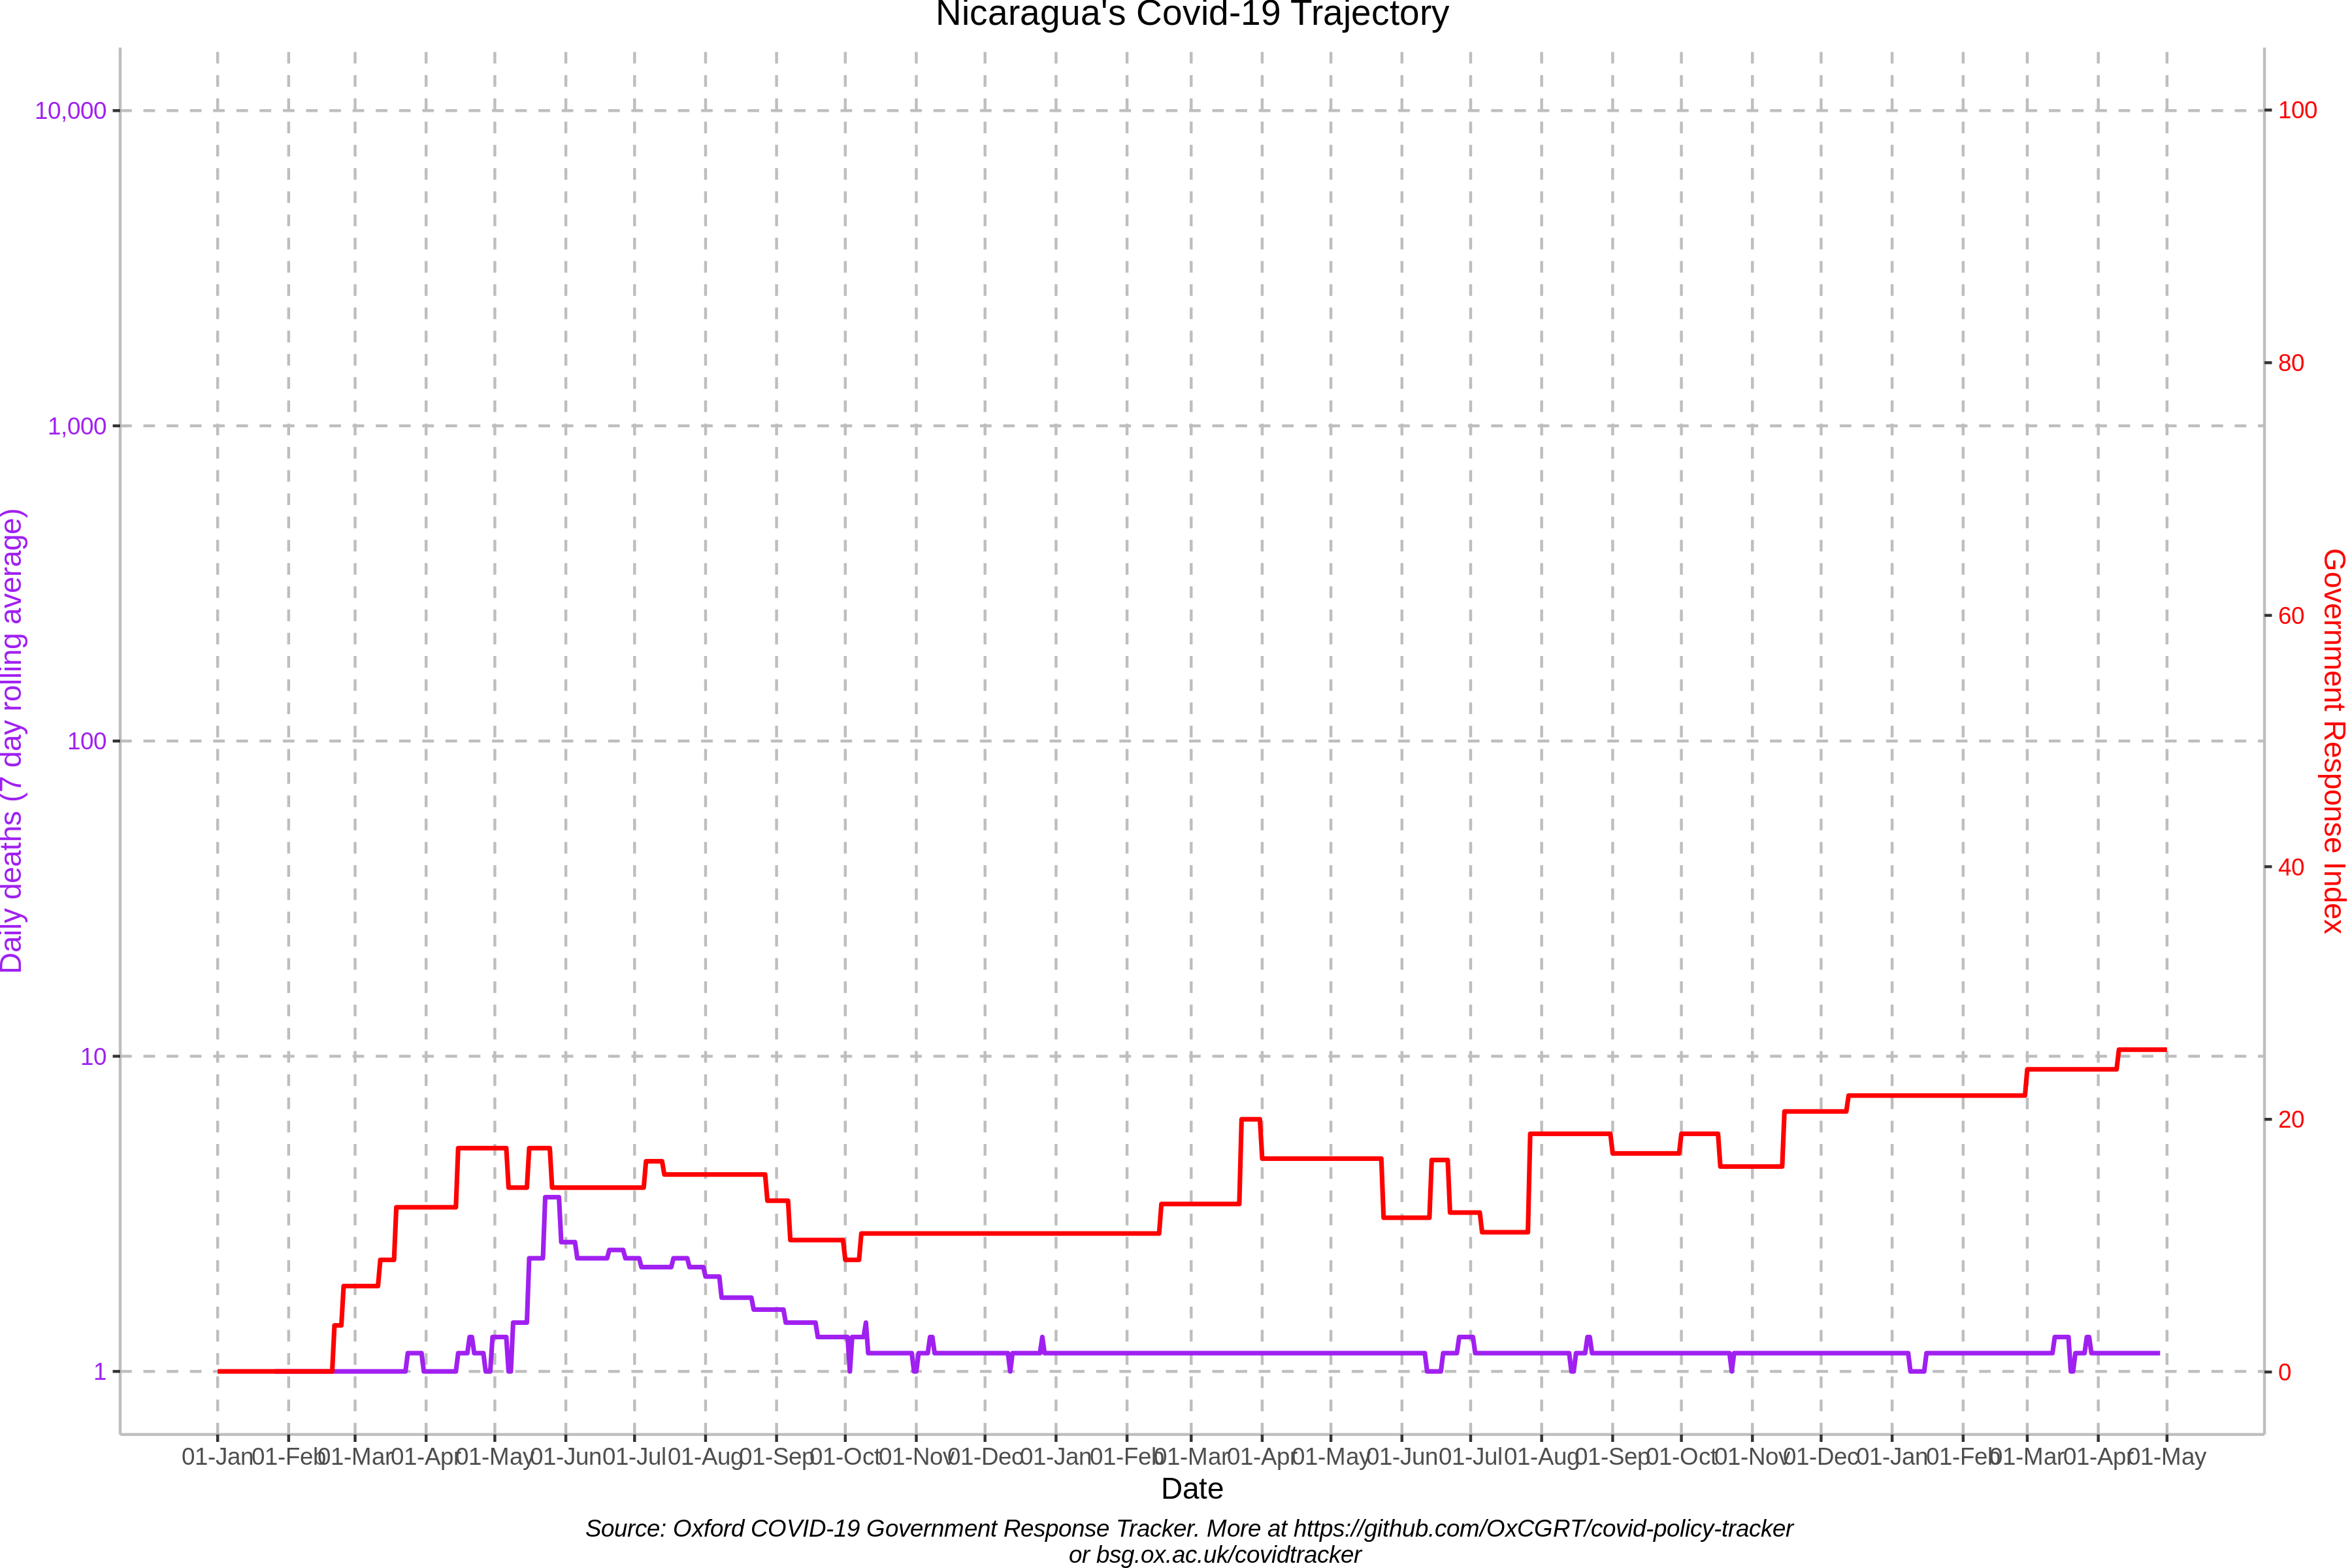 Nicaragua's Covid-19 Trajectory
10,000
1,000
100
10
1
Daily deaths (7 day rolling average)
100
80
60
40
20
0
Government Response Index
01-Jan 01-Feb 01-Mar 01-Apr 01-May 01-Jun 01-Jul 01-Aug 01-Sep 01-Oct 01-Nov 01-Dec 01-Jan 01-Feb 01-Mar 01-Apr 01-May 01-Jun 01-Jul 01-Aug 01-Sep 01-Oct 01-Nov 01-Dec 01-Jan 01-Feb 01-Mar 01-Apr 01-May
Date
Source: Oxford COVID-19 Government Response Tracker. More at https://github.com/OxCGRT/covid-policy-tracker
or bsg.ox.ac.uk/covidtracker